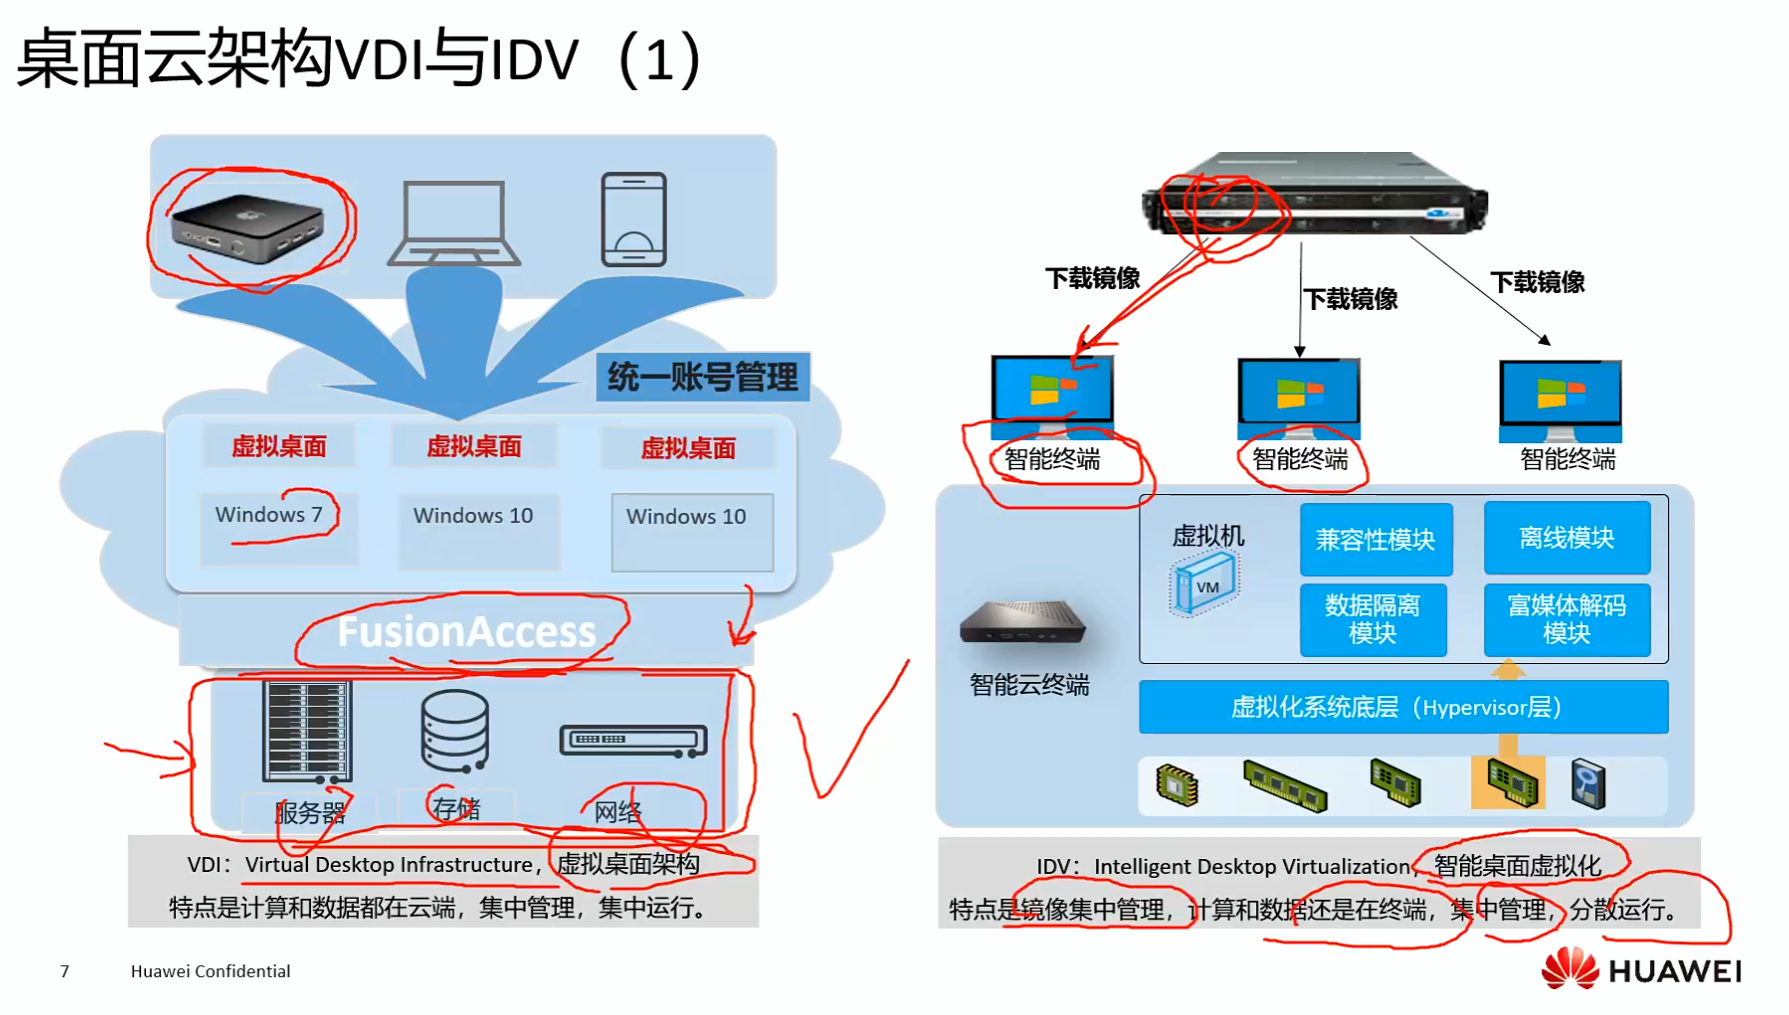 桌面云架构VDI与IDV（1）
统一账号管理
虚拟桌面
虚拟桌面
虚拟桌面
Windows 7
Windows 10
Windows 10
FusionAccess
服务器
存储
网络
VDI：Virtual Desktop Infrastructure，虚拟桌面架构
特点是计算和数据都在云端，集中管理，集中运行。
下载镜像
下载镜像
下载镜像
智能终端
智能终端
智能终端
智能云终端
虚拟机
VM
兼容性模块
离线模块
数据隔离
模块
富媒体解码
模块
虚拟化系统底层（Hypervisor层）
IDV：Intelligent Desktop Virtualization，智能桌面虚拟化
特点是镜像集中管理，计算和数据还是在终端，集中管理，分散运行。
7
Huawei Confidential
HUAWEI